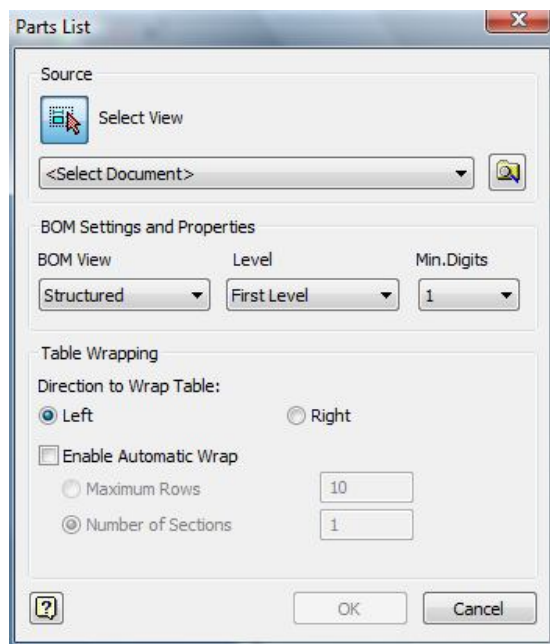 Parts List
Source
Select View
<Select Document>
BOM Settings and Properties
BOM View Level Min.Digits
Structured First Level 1
Table Wrapping
Direction to Wrap Table:
Left Right
Enable Automatic Wrap
Maximum Rows 10
Number of Sections 1
OK Cancel